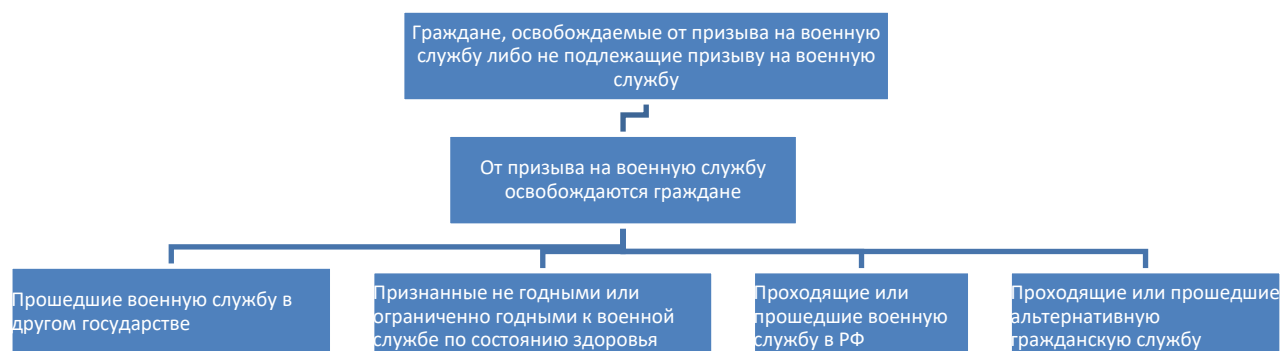 Граждане, освобождаемые от призыва на военную
службу либо не подлежащие призыву на военную
службу
От призыва на военную службу
освобождаются граждане
Прошедшие военную службу в
другом государстве
Признанные не годными или
ограниченно годными к военной
службе по состоянию здоровья
Проходящие или
прошедшие военную
службу в РФ
Проходящие или прошедшие
альтернативную
гражданскую службу